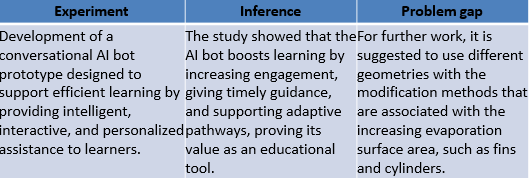 Experiment Inference Problem gap
Development of a
conversational AI bot
prototype designed to
support efficient learning by
providing intelligent,
interactive, and personalized
assistance to learners.
The study showed that the
AI bot boosts learning by
increasing engagement,
giving timely guidance,
and supporting adaptive
pathways, proving its
value as an educational
tool.
For further work, it is
suggested to use different
geometries with the
modification methods that
are associated with the
increasing evaporation
surface area, such as fins
and cylinders.